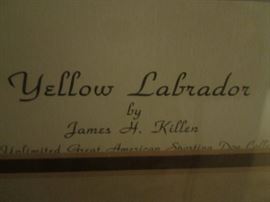 Yellow Labrador
by
James H. Killen
Unlimited Great American Sporting Dog